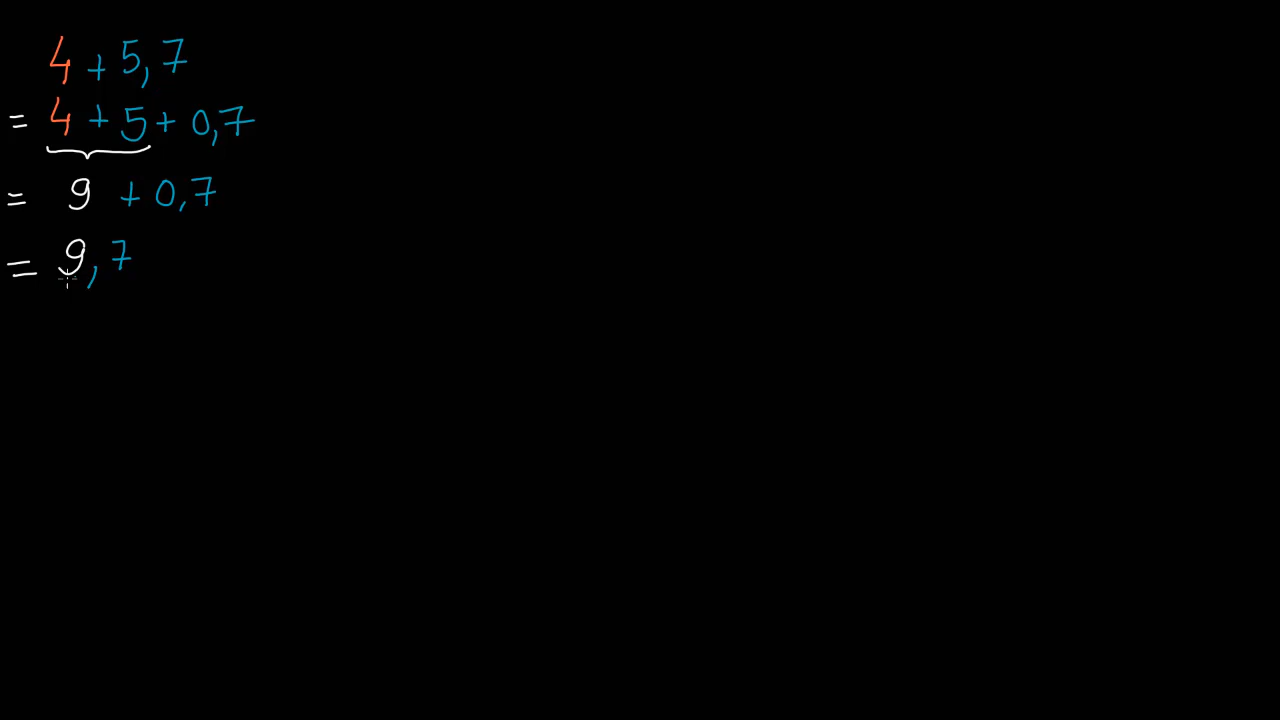 4 + 5,7
= 4 + 5 + 0,7
= 9 + 0,7
= 9,7